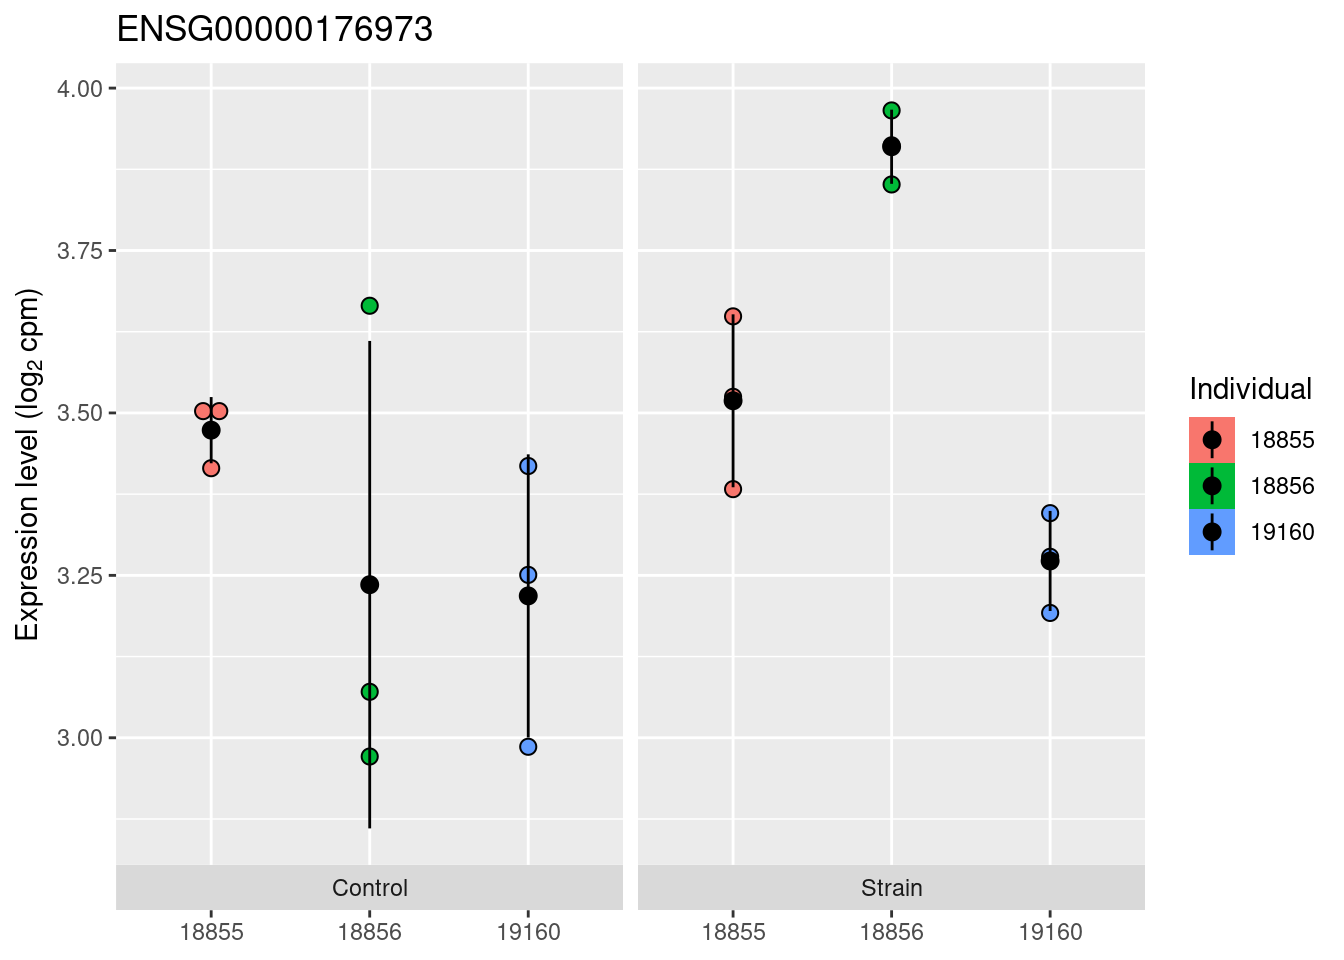 ENSG00000176973
Expression level (log₂ cpm)
4.00
3.75
3.50
3.25
3.00
Control
Strain
18855
18856
19160
18855
18856
19160
Individual
18855
18856
19160